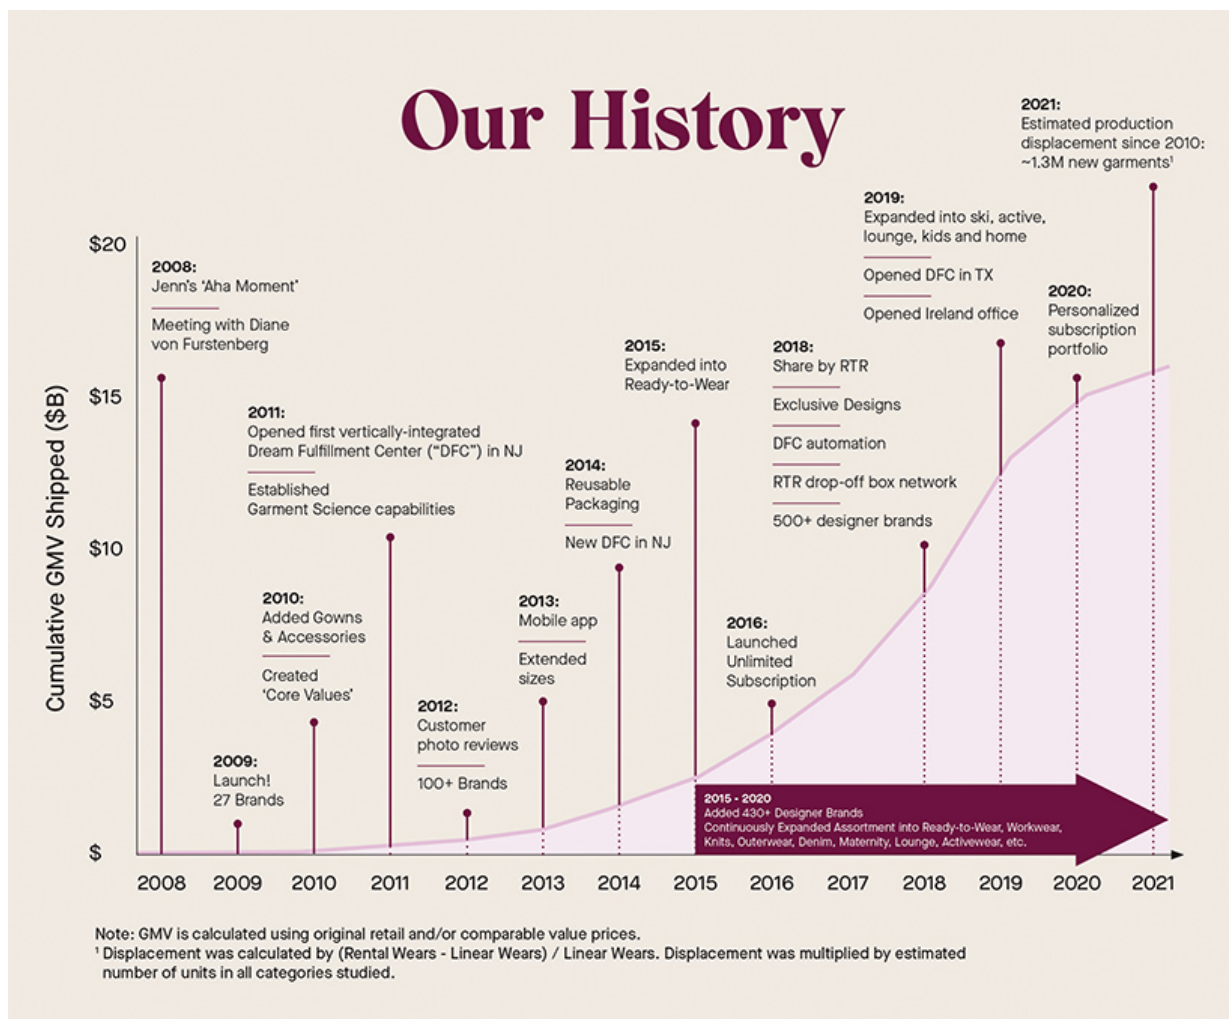 Our History
2021:
Estimated production
displacement since 2010:
~1.3M new garments¹
2019:
Expanded into ski, active,
lounge, kids and home
Opened DFC in TX
Opened Ireland office
2008:
Jenn's 'Aha Moment'
Meeting with Diane
von Furstenberg
2020:
Personalized
subscription
portfolio
2015:
Expanded into
Ready-to-Wear
2018:
Share by RTR
Exclusive Designs
DFC automation
RTR drop-off box network
500+ designer brands
2011:
Opened first vertically-integrated
Dream Fulfillment Center ("DFC") in NJ
Established
Garment Science capabilities
2014:
Reusable
Packaging
New DFC in NJ
2010:
Added Gowns
& Accessories
Created
'Core Values'
2013:
Mobile app
Extended
sizes
2016:
Launched
Unlimited
Subscription
2012:
Customer
photo reviews
100+ Brands
2009:
Launch!
27 Brands
2015 - 2020
Added 430+ Designer Brands
Continuously Expanded Assortment into Ready-to-Wear, Workwear,
Knits, Outerwear, Denim, Maternity, Lounge, Activewear, etc.
Cumulative GMV Shipped ($B)
$20
$15
$10
$5
$
2008 2009 2010 2011 2012 2013 2014 2015 2016 2017 2018 2019 2020 2021
Note: GMV is calculated using original retail and/or comparable value prices.
¹ Displacement was calculated by (Rental Wears - Linear Wears) / Linear Wears. Displacement was multiplied by estimated
number of units in all categories studied.